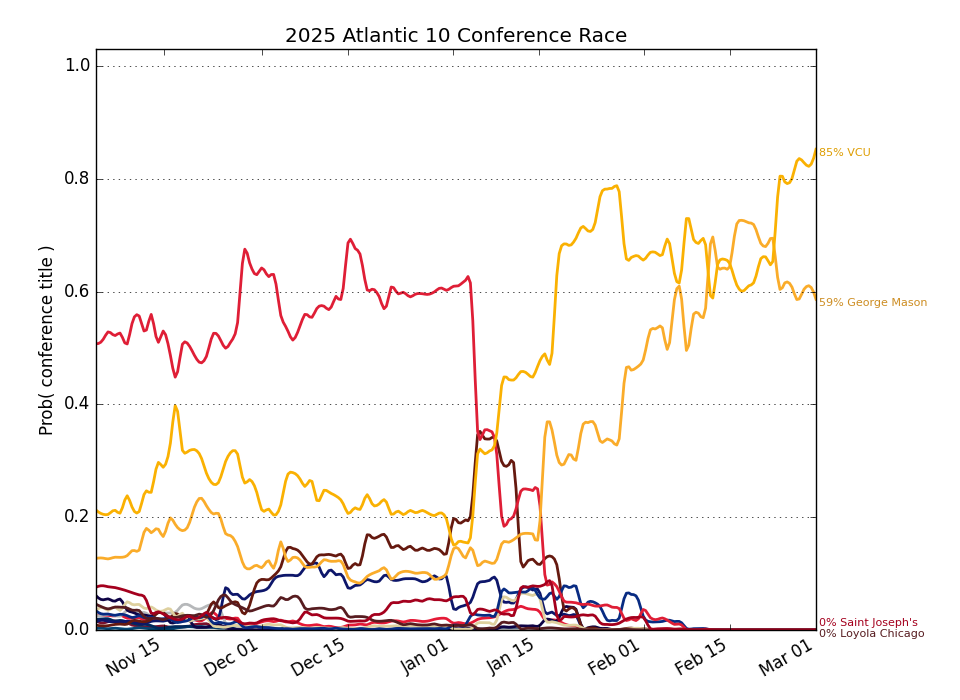 2025 Atlantic 10 Conference Race
1.0
0.8
0.6
0.4
0.2
0.0
Prob( conference title )
85% VCU
59% George Mason
0% Saint Joseph's
0% Loyola Chicago
Nov 15
Dec 01
Dec 15
Jan 01
Jan 15
Feb 01
Feb 15
Mar 01